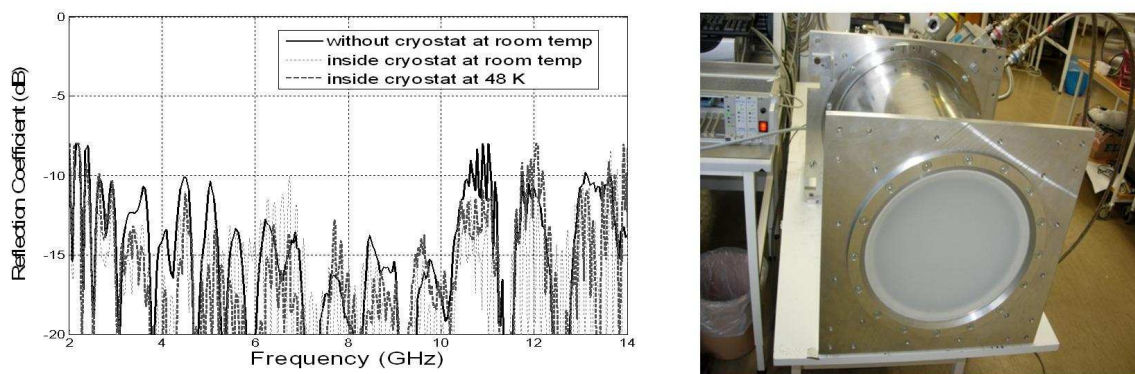 0
-5
-10
-15
-20
Reflection Coefficient (dB)
without cryostat at room temp
inside cryostat at room temp
inside cryostat at 48 K
2
4
6
8
10
12
14
Frequency (GHz)